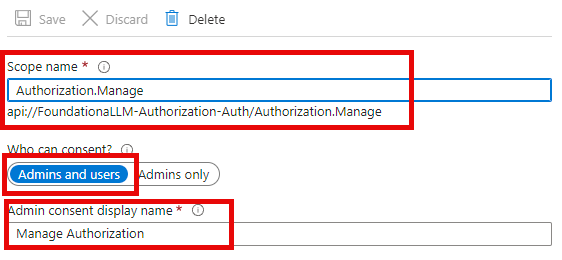 Save Discard Delete
Scope name *
Authorization.Manage
api://FoundationaLLM-Authorization-Auth/Authorization.Manage
Who can consent?
Admins and users Admins only
Admin consent display name *
Manage Authorization